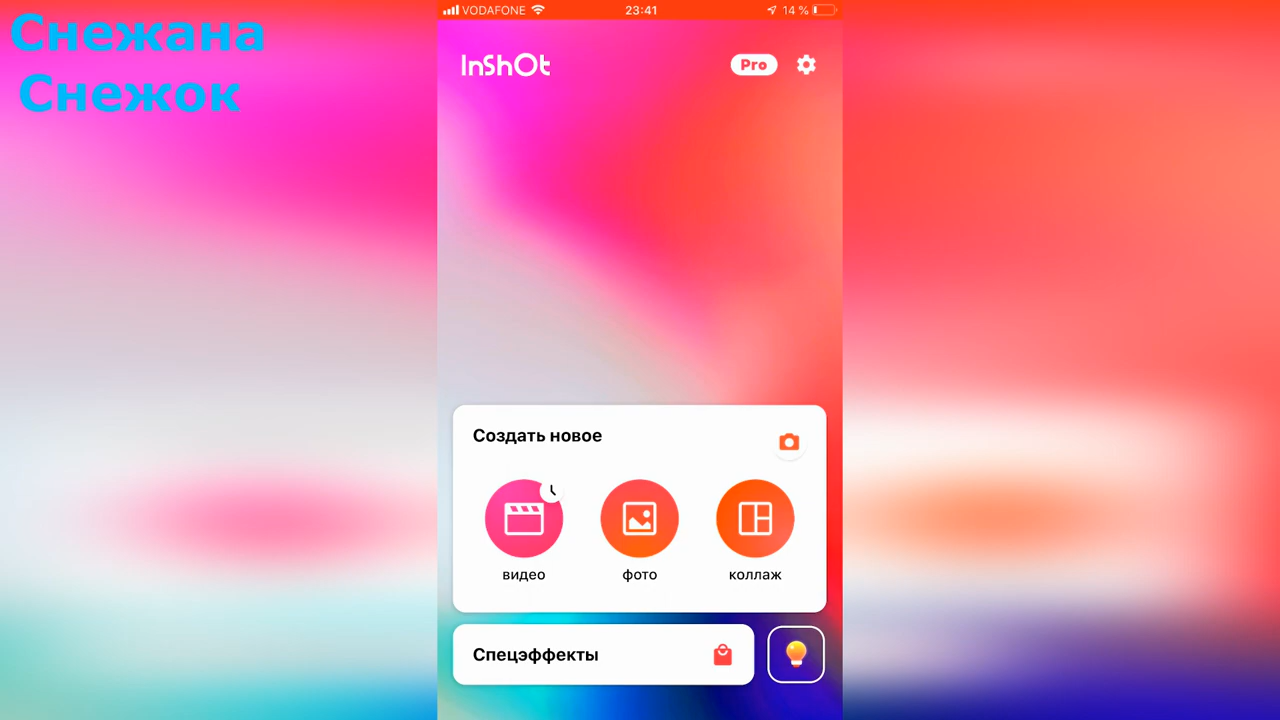 Снежана
Снежок
VODAFONE 23:41 14 %
InShOt Pro
Создать новое
видео фото коллаж
Спецэффекты